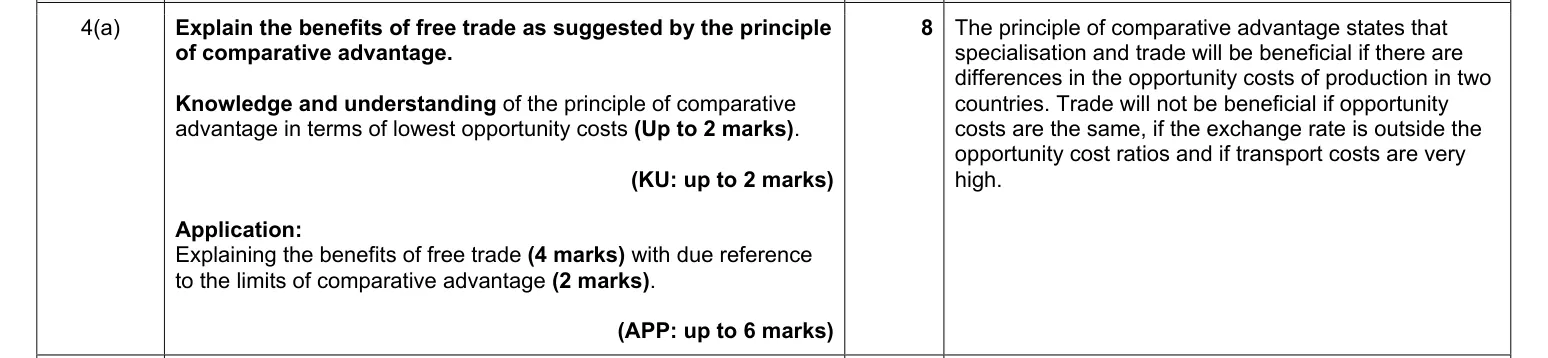 4(a)
Explain the benefits of free trade as suggested by the principle
of comparative advantage.
Knowledge and understanding of the principle of comparative
advantage in terms of lowest opportunity costs (Up to 2 marks).
(KU: up to 2 marks)
Application:
Explaining the benefits of free trade (4 marks) with due reference
to the limits of comparative advantage (2 marks).
(APP: up to 6 marks)
8
The principle of comparative advantage states that
specialisation and trade will be beneficial if there are
differences in the opportunity costs of production in two
countries. Trade will not be beneficial if opportunity
costs are the same, if the exchange rate is outside the
opportunity cost ratios and if transport costs are very
high.